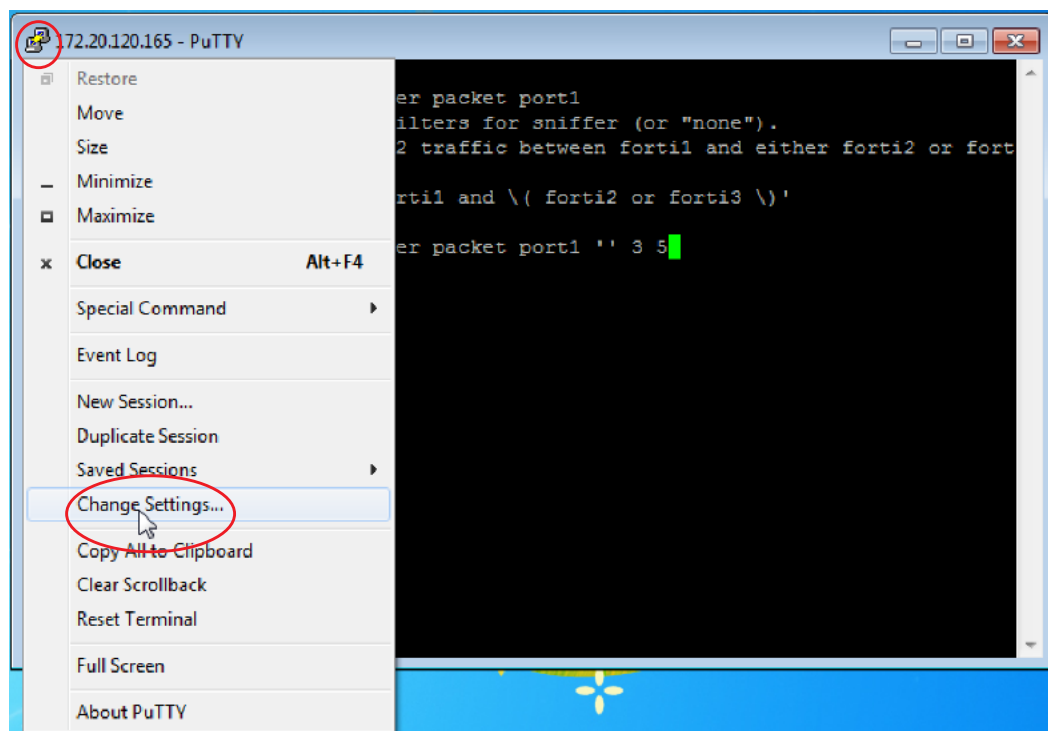 172.20.120.165 - PuTTY
Restore
Move
Size
Minimize
Maximize
Close Alt+F4
Special Command
Event Log
New Session...
Duplicate Session
Saved Sessions
Change Settings...
Copy All to Clipboard
Clear Scrollback
Reset Terminal
Full Screen
About PuTTY
er packet port1
ilters for sniffer (or "none").
2 traffic between forti1 and either forti2 or fort
rti1 and \( forti2 or forti3 \)'
er packet port1 '' 3 5